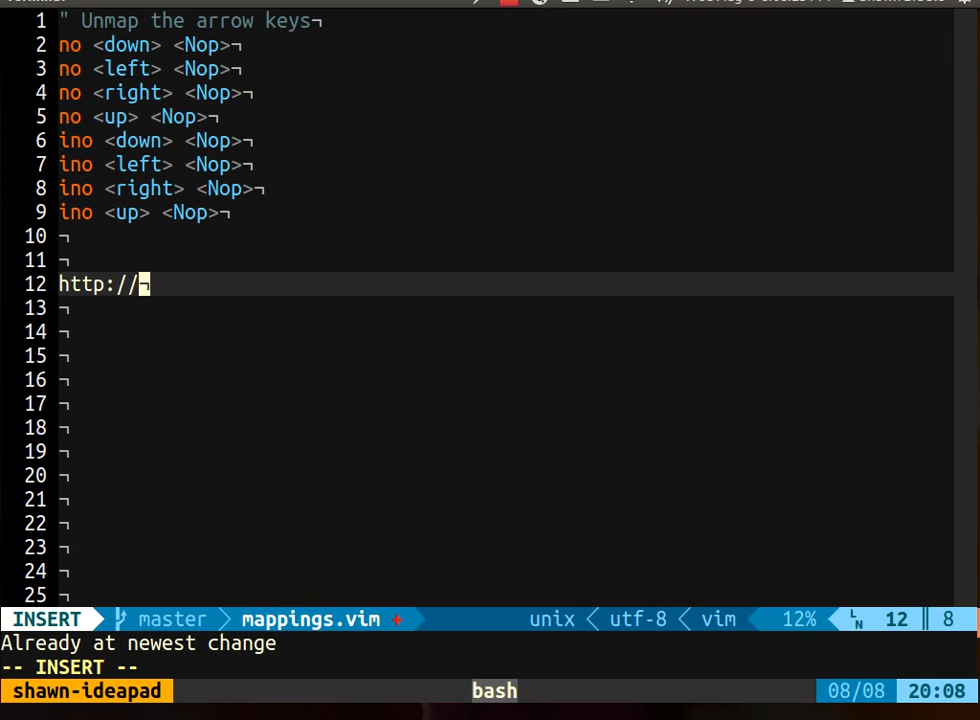 1 " Unmap the arrow keys¬
2 no <down> <Nop>¬
3 no <left> <Nop>¬
4 no <right> <Nop>¬
5 no <up> <Nop>¬
6 ino <down> <Nop>¬
7 ino <left> <Nop>¬
8 ino <right> <Nop>¬
9 ino <up> <Nop>¬
10 ¬
11 ¬
12 http://¬
13 ¬
14 ¬
15 ¬
16 ¬
17 ¬
18 ¬
19 ¬
20 ¬
21 ¬
22 ¬
23 ¬
24 ¬
25 ¬
INSERT master mappings.vim + unix utf-8 vim 12% LN 12 8
Already at newest change
-- INSERT --
shawn-ideapad bash 08/08 20:08